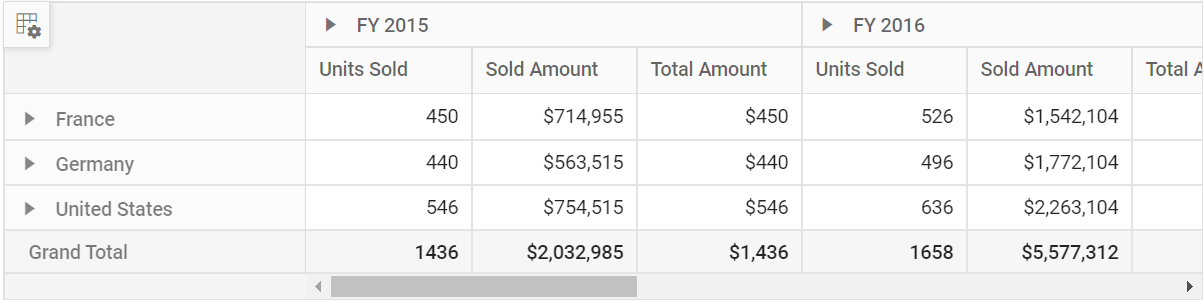 FY 2015 FY 2016
Units Sold Sold Amount Total Amount Units Sold Sold Amount Total A
France 450 $714,955 $450 526 $1,542,104
Germany 440 $563,515 $440 496 $1,772,104
United States 546 $754,515 $546 636 $2,263,104
Grand Total 1436 $2,032,985 $1,436 1658 $5,577,312